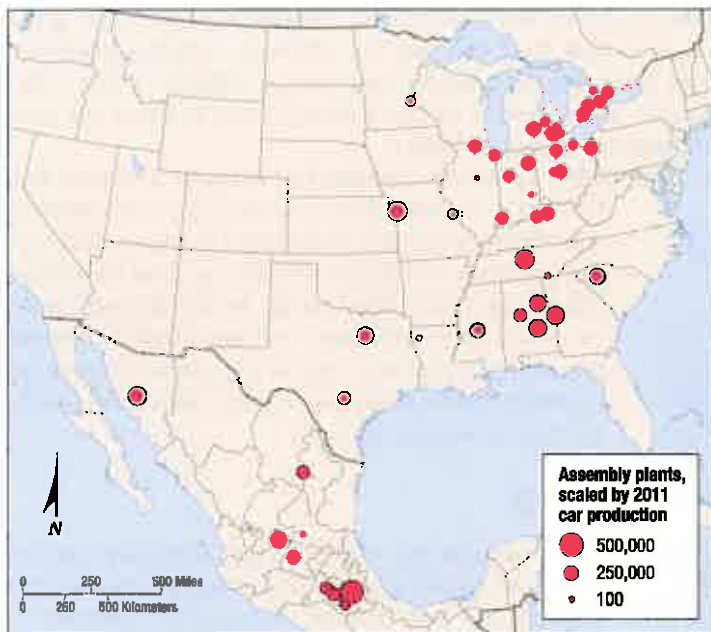 Assembly plants,
scaled by 2011
car production
500,000
250,000
100
N
0 250 500 Miles
0 250 500 Kilometers